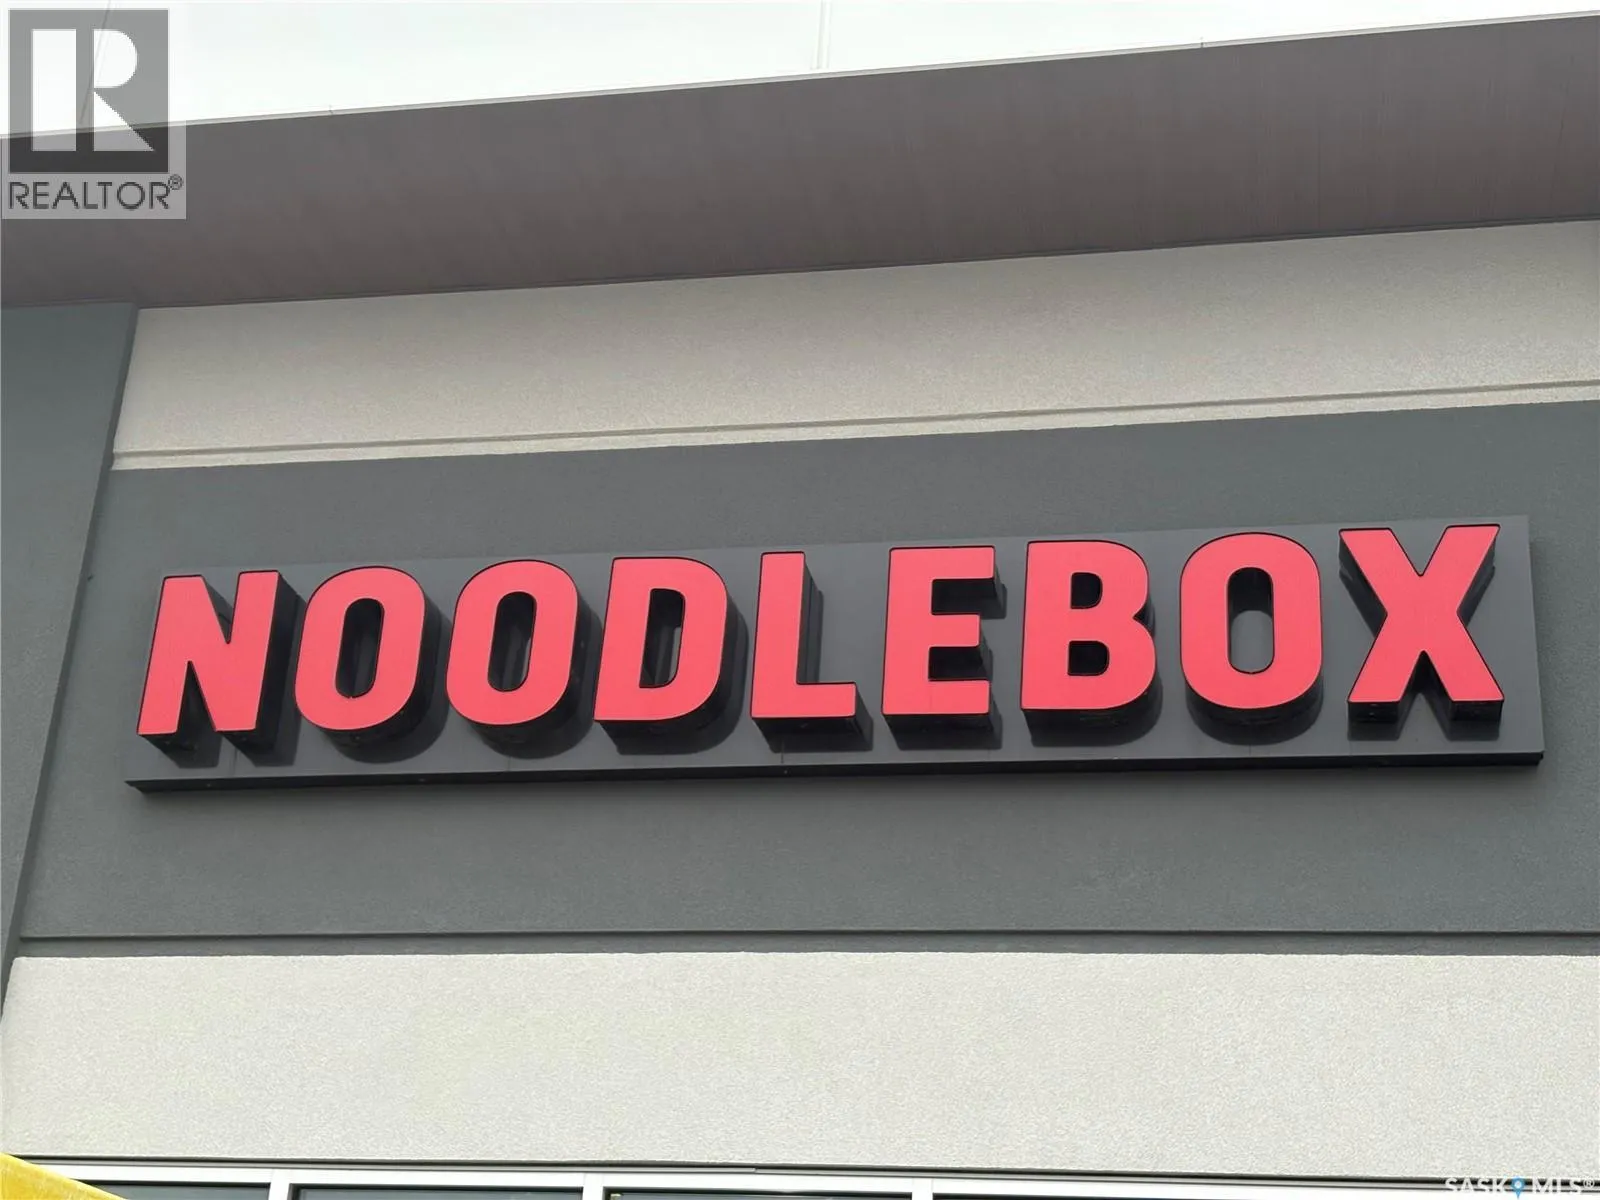 R
REALTOR®
NOODLEBOX
SASK MLS®